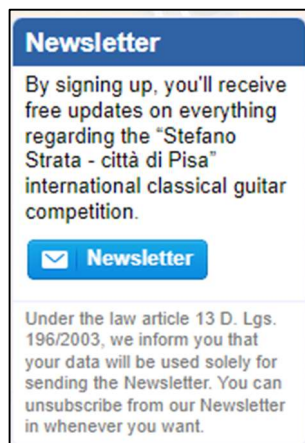 Newsletter
By signing up, you'll receive
free updates on everything
regarding the “Stefano
Strata - città di Pisa”
international classical guitar
competition.
Newsletter
Under the law article 13 D. Lgs.
196/2003, we inform you that
your data will be used solely for
sending the Newsletter. You can
unsubscribe from our Newsletter
in whenever you want.